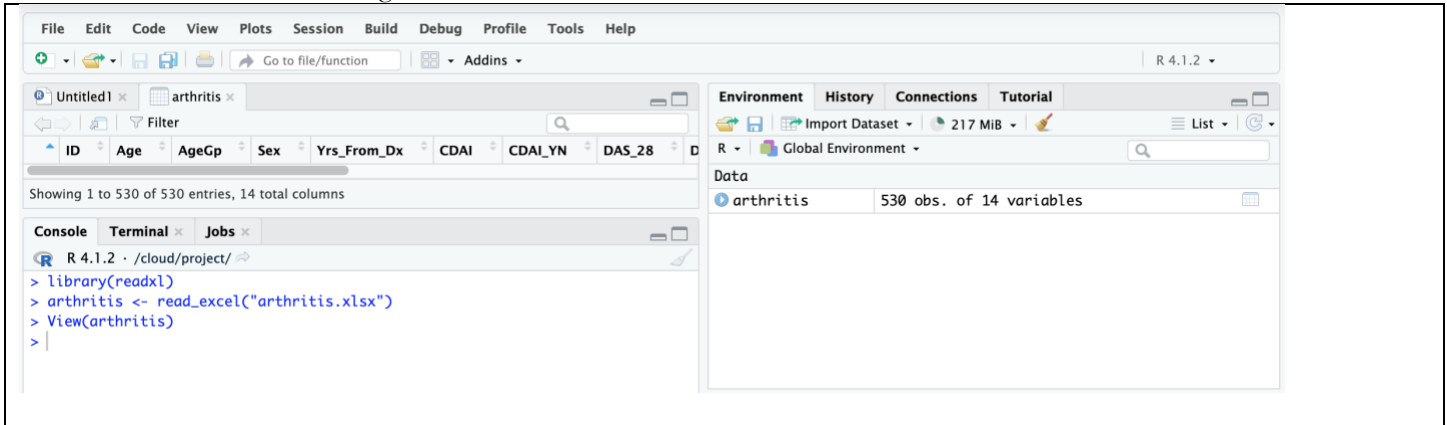 File Edit Code View Plots Session Build Debug Profile Tools Help
Go to file/function Addins R 4.1.2
Untitled1 arthritis
Filter
ID Age AgeGp Sex Yrs_From_Dx CDAI CDAI_YN DAS_28 D
Showing 1 to 530 of 530 entries, 14 total columns
Console Terminal Jobs
R 4.1.2 · /cloud/project/
> library(readxl)
> arthritis <- read_excel("arthritis.xlsx")
> View(arthritis)
>
Environment History Connections Tutorial
Import Dataset 217 MiB List
R Global Environment
Data
arthritis 530 obs. of 14 variables